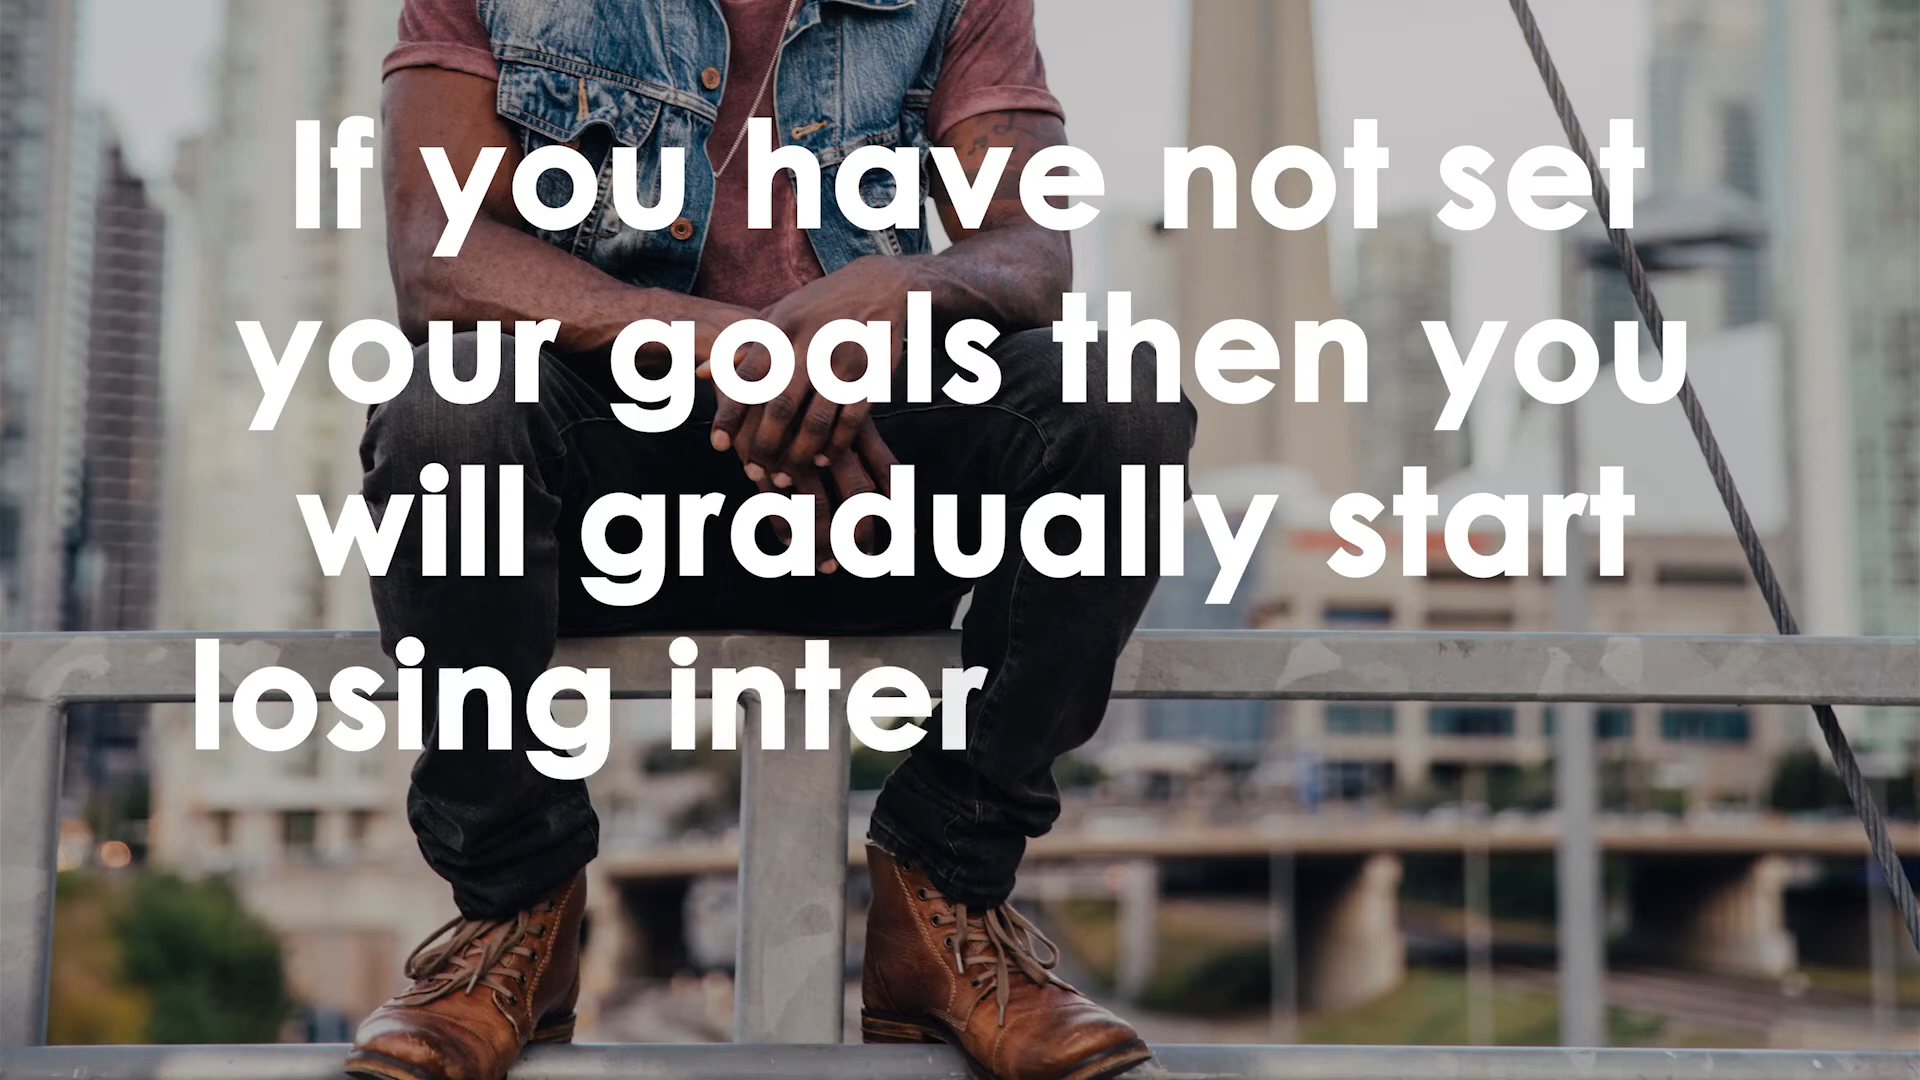 If you have not set
your goals then you
will gradually start
losing inter